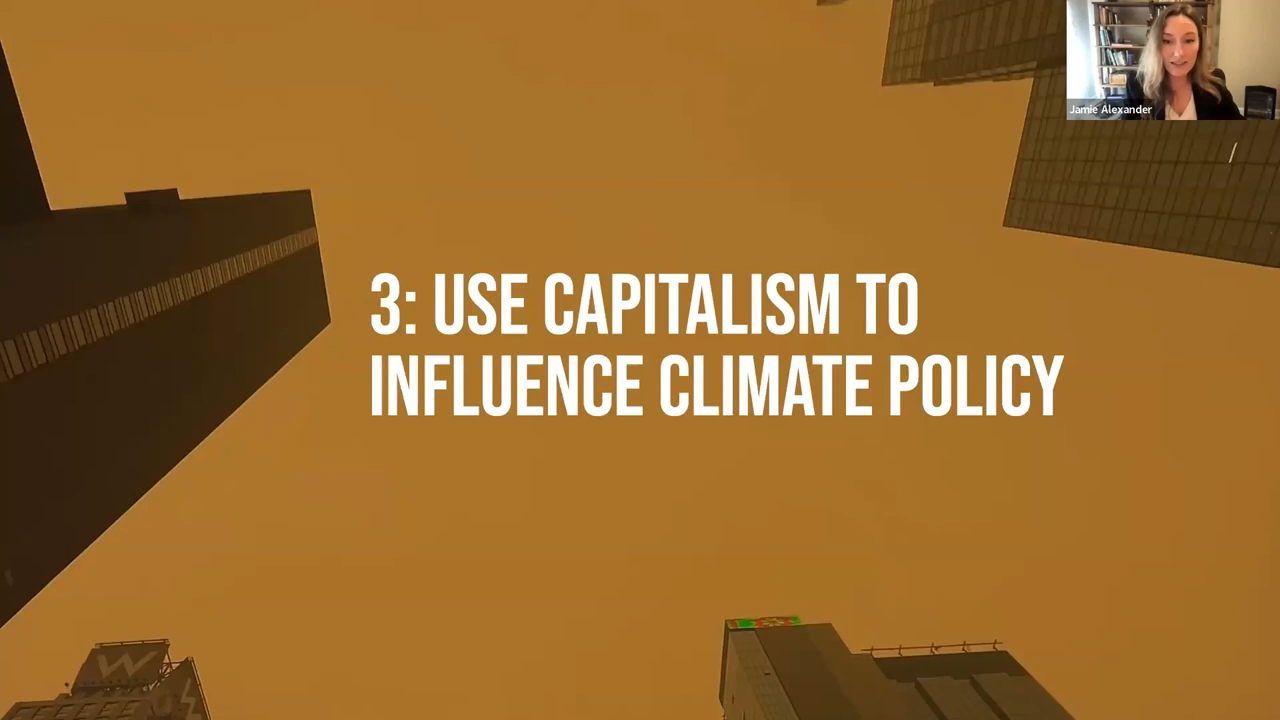 Jamie Alexander
3: USE CAPITALISM TO
INFLUENCE CLIMATE POLICY
W